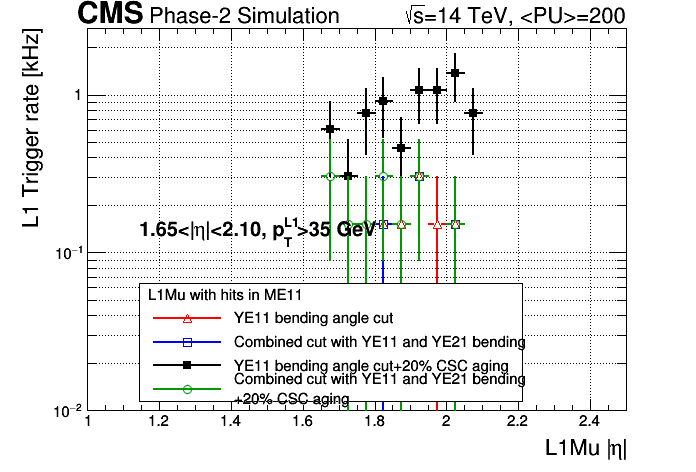 CMS Phase-2 Simulation √s=14 TeV, <PU>=200
L1 Trigger rate [kHz]
1
10⁻¹
10⁻²
1.65<|η|<2.10, p_T^L1>35 GeV
L1Mu with hits in ME11
YE11 bending angle cut
Combined cut with YE11 and YE21 bending
YE11 bending angle cut+20% CSC aging
Combined cut with YE11 and YE21 bending
+20% CSC aging
1 1.2 1.4 1.6 1.8 2 2.2 2.4
L1Mu |η|